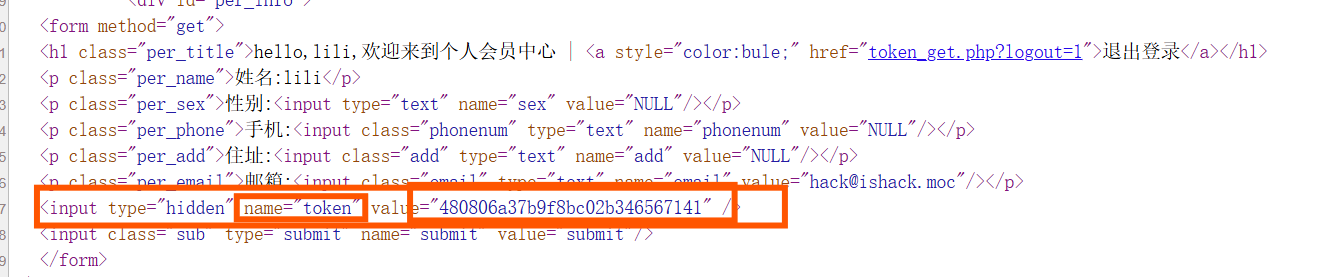 <div id="per_info">
<form method="get">
<h1 class="per_title">hello,lili,欢迎来到个人会员中心 | <a style="color:bule;" href="token_get.php?logout=1">退出登录</a></h1>
<p class="per_name">姓名:lili</p>
<p class="per_sex">性别:<input type="text" name="sex" value="NULL"/></p>
<p class="per_phone">手机:<input class="phonenum" type="text" name="phonenum" value="NULL"/></p>
<p class="per_add">住址:<input class="add" type="text" name="add" value="NULL"/></p>
<p class="per_email">邮箱:<input class="email" type="text" name="email" value="hack@ishack.moc"/></p>
<input type="hidden" name="token" value="480806a37b9f8bc02b346567141" />
<input class="sub" type="submit" name="submit" value="submit"/>
</form>